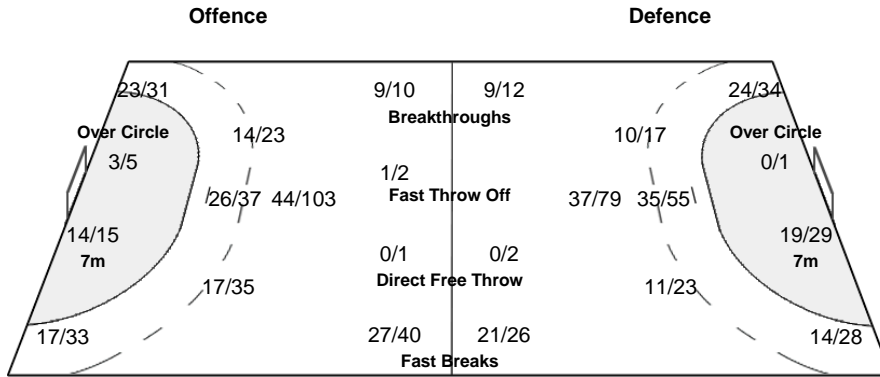 Offence Defence
23/31 9/10 9/12 24/34
Breakthroughs
Over Circle 14/23 10/17 Over Circle
3/5 0/1
1/2
26/37 44/103 Fast Throw Off 37/79 35/55
14/15 19/29
0/1 0/2
7m 7m
Direct Free Throw
17/35 11/23
17/33 27/40 21/26 14/28
Fast Breaks